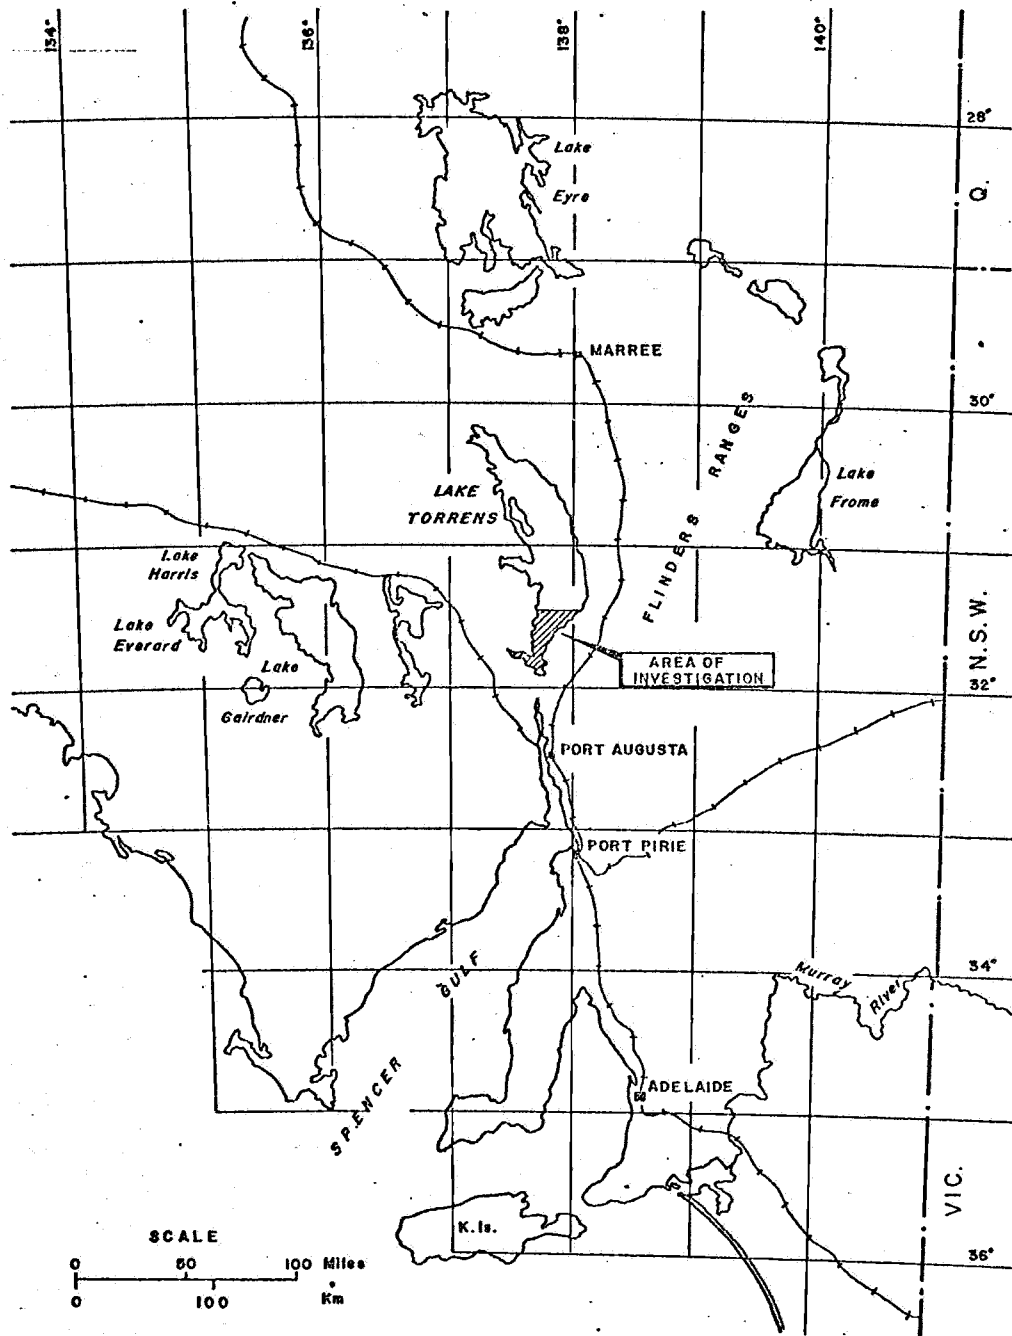 134°
136°
138°
140°
28°
Lake
Eyre
Q.
MARREE
30°
FLINDERS RANGES
LAKE
TORRENS
Lake
Frome
Lake
Harris
Lake
Everard
Lake
Gairdner
AREA OF
INVESTIGATION
N.S.W.
32°
PORT AUGUSTA
PORT PIRIE
SPENCER GULF
34°
Murray
River
ADELAIDE
K.Is.
VIC.
36°
SCALE
0 50 100 Miles
0 100 Km